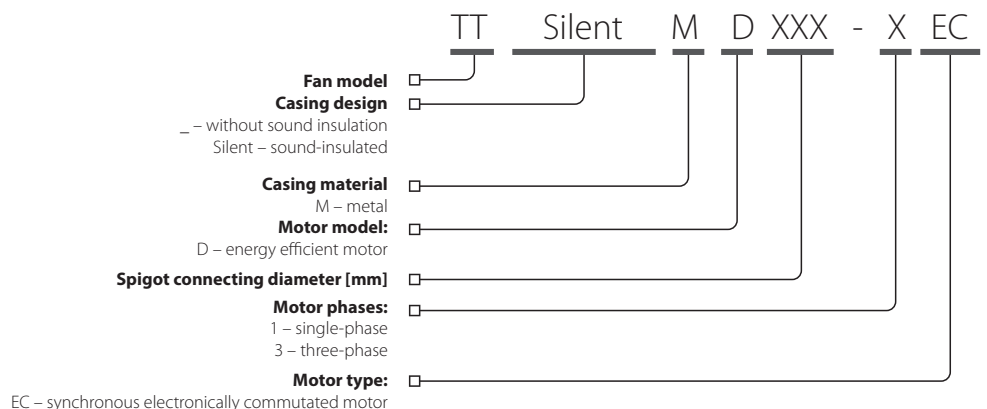 TT Silent M D XXX - X EC
Fan model
Casing design
_ – without sound insulation
Silent – sound-insulated
Casing material
M – metal
Motor model:
D – energy efficient motor
Spigot connecting diameter [mm]
Motor phases:
1 – single-phase
3 – three-phase
Motor type:
EC – synchronous electronically commutated motor